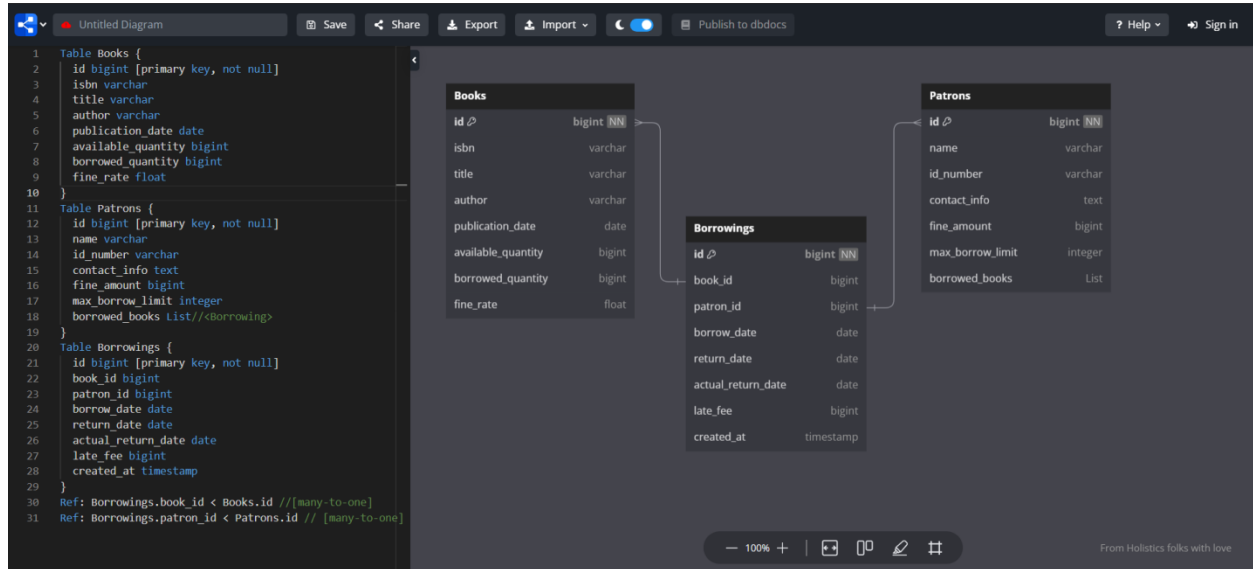 Untitled Diagram
Save
Share
Export
Import
Publish to dbdocs
? Help
Sign in
1 Table Books {
2 id bigint [primary key, not null]
3 isbn varchar
4 title varchar
5 author varchar
6 publication_date date
7 available_quantity bigint
8 borrowed_quantity bigint
9 fine_rate float
10 }
11 Table Patrons {
12 id bigint [primary key, not null]
13 name varchar
14 id_number varchar
15 contact_info text
16 fine_amount bigint
17 max_borrow_limit integer
18 borrowed_books List//<Borrowing>
19 }
20 Table Borrowings {
21 id bigint [primary key, not null]
22 book_id bigint
23 patron_id bigint
24 borrow_date date
25 return_date date
26 actual_return_date date
27 late_fee bigint
28 created_at timestamp
29 }
30 Ref: Borrowings.book_id < Books.id //[many-to-one]
31 Ref: Borrowings.patron_id < Patrons.id // [many-to-one]
Books
id bigint NN
isbn varchar
title varchar
author varchar
publication_date date
available_quantity bigint
borrowed_quantity bigint
fine_rate float
Borrowings
id bigint NN
book_id bigint
patron_id bigint
borrow_date date
return_date date
actual_return_date date
late_fee bigint
created_at timestamp
Patrons
id bigint NN
name varchar
id_number varchar
contact_info text
fine_amount bigint
max_borrow_limit integer
borrowed_books List
100%
From Holistics folks with love